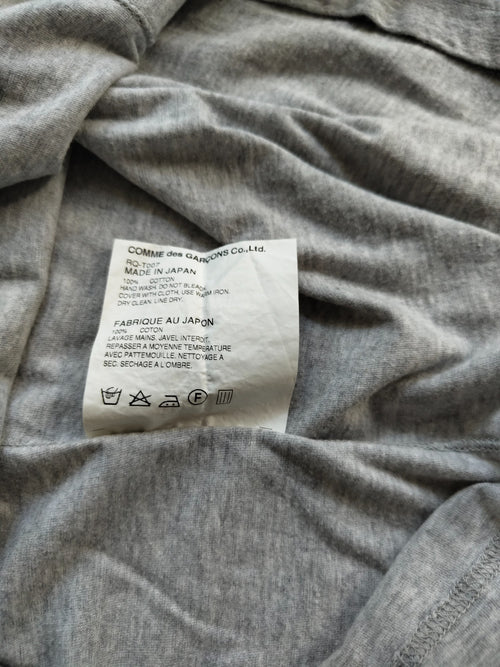 COMME des GARÇONS Co.,Ltd.
RQ-T007
MADE IN JAPAN
100% COTTON
HAND WASH. DO NOT BLEACH.
COVER WITH CLOTH, USE WARM IRON.
DRY CLEAN. LINE DRY.
FABRIQUE AU JAPON
100% COTON
LAVAGE MAINS. JAVEL INTERDIT.
REPASSER A MOYENNE TEMPERATURE
AVEC PATTEMOUILLE. NETTOYAGE A
SEC. SECHAGE A L'OMBRE.
F